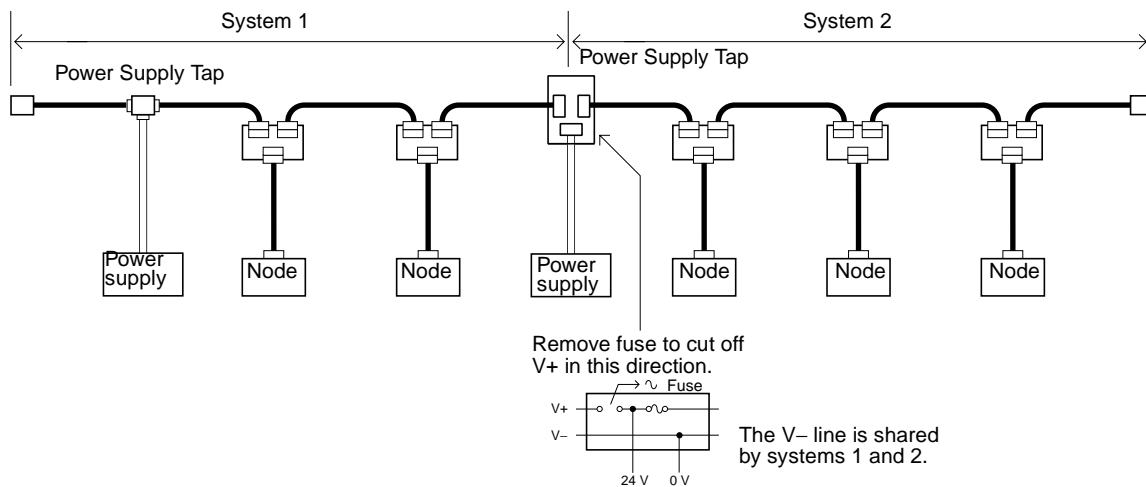 System 1
System 2
Power Supply Tap
Power Supply Tap
Power
supply
Node
Node
Power
supply
Node
Node
Node
Remove fuse to cut off
V+ in this direction.
Fuse
V+
V−
24 V
0 V
The V− line is shared
by systems 1 and 2.